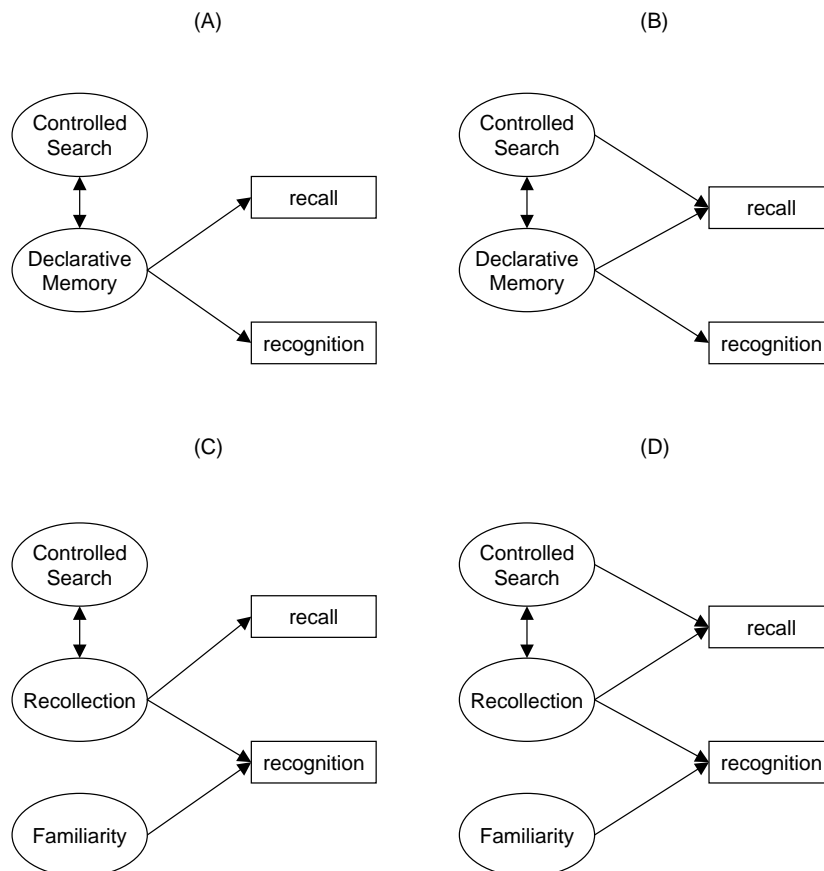 (A)
Controlled
Search
recall
Declarative
Memory
recognition
(B)
Controlled
Search
recall
Declarative
Memory
recognition
(C)
Controlled
Search
recall
Recollection
recognition
Familiarity
(D)
Controlled
Search
recall
Recollection
recognition
Familiarity